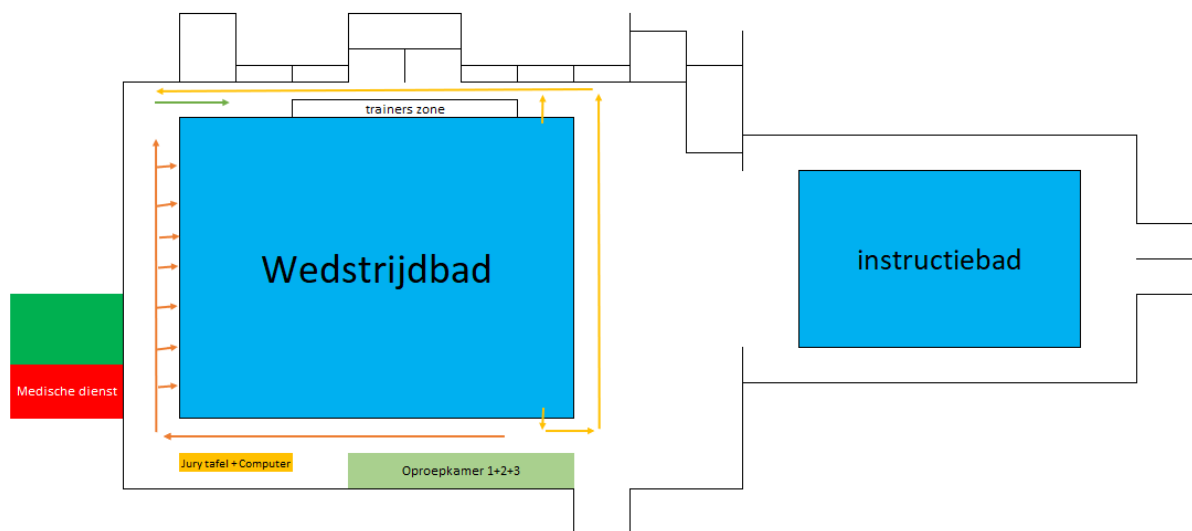 trainers zone
Wedstrijdbad
instructiebad
Medische dienst
Jury tafel + Computer
Oproepkamer 1+2+3